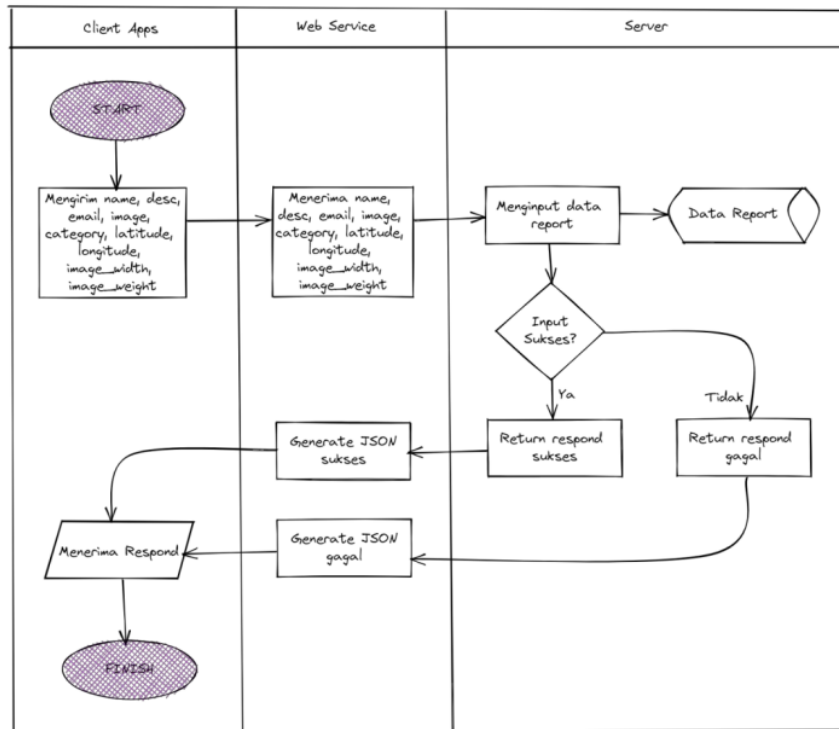 Client Apps
Web Service
Server
START
Mengirim name, desc,
email, image,
category, latitude,
longitude,
image_width,
image_weight
Menerima name,
desc, email, image,
category, latitude,
longitude,
image_width,
image_weight
Menginput data
report
Data Report
Input
Sukses?
Ya
Tidak
Generate JSON
sukses
Return respond
sukses
Return respond
gagal
Menerima Respond
Generate JSON
gagal
FINISH